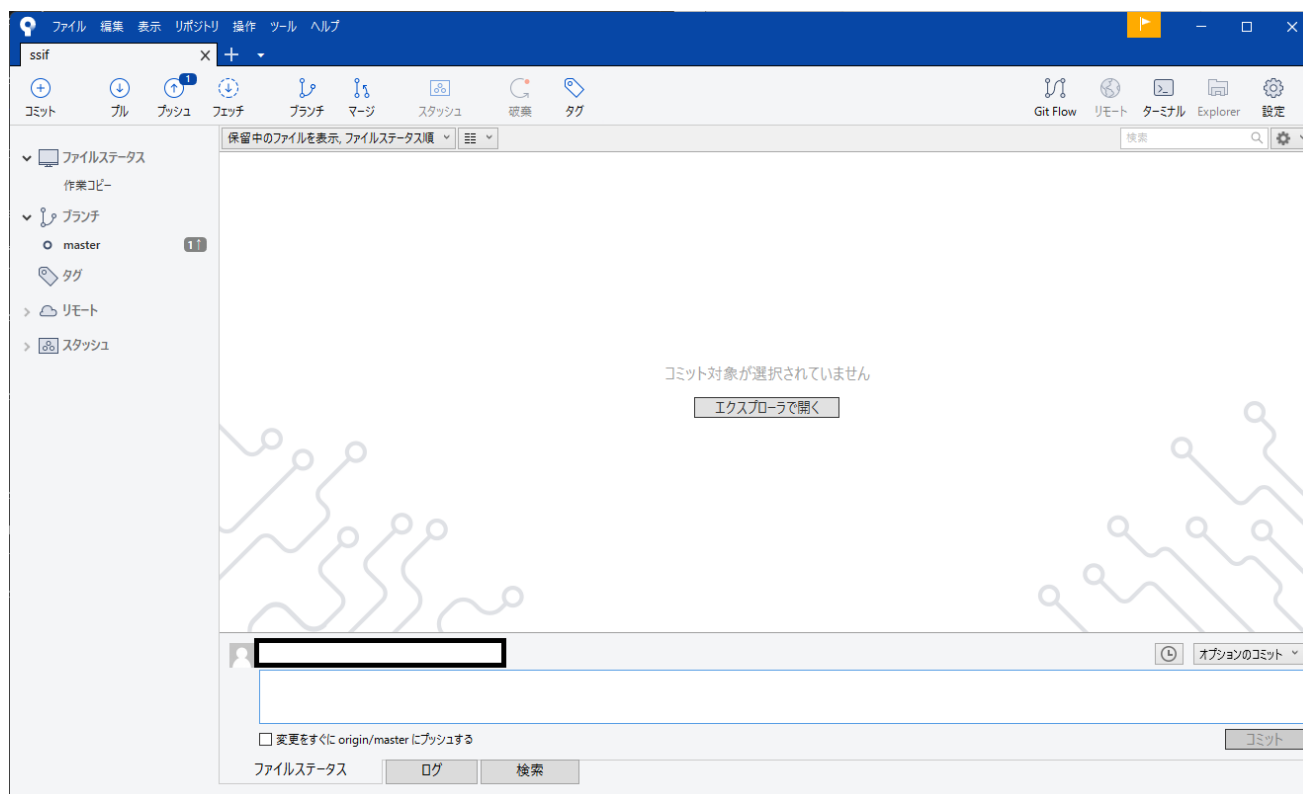 ファイル 編集 表示 リポジトリ 操作 ツール ヘルプ
ssif
1
コミット プル プッシュ フェッチ ブランチ マージ スタッシュ 破棄 タグ Git Flow リモート ターミナル Explorer 設定
保留中のファイルを表示, ファイルステータス順 検索
ファイルステータス
作業コピー
ブランチ
master 1↑
タグ
リモート
スタッシュ
コミット対象が選択されていません
エクスプローラで開く
オプションのコミット
変更をすぐに origin/master にプッシュする
コミット
ファイルステータス ログ 検索